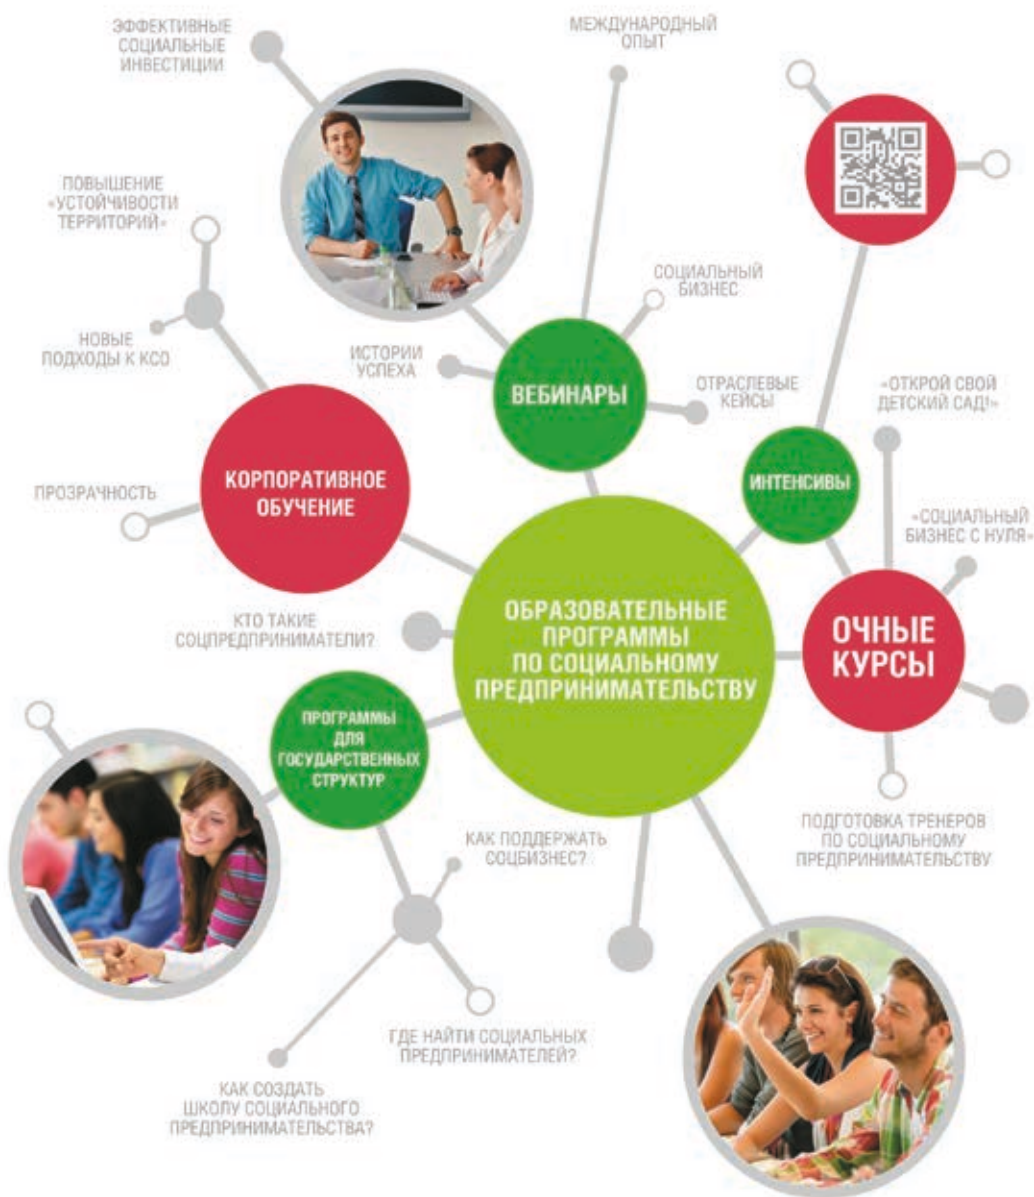 ЭФФЕКТИВНЫЕ
СОЦИАЛЬНЫЕ
ИНВЕСТИЦИИ
МЕЖДУНАРОДНЫЙ
ОПЫТ
ПОВЫШЕНИЕ
«УСТОЙЧИВОСТИ
ТЕРРИТОРИЙ»
СОЦИАЛЬНЫЙ
БИЗНЕС
НОВЫЕ
ПОДХОДЫ К КСО
ИСТОРИИ
УСПЕХА
ВЕБИНАРЫ
ОТРАСЛЕВЫЕ
КЕЙСЫ
«ОТКРОЙ СВОЙ
ДЕТСКИЙ САД!»
КОРПОРАТИВНОЕ
ОБУЧЕНИЕ
ПРОЗРАЧНОСТЬ
ИНТЕНСИВЫ
«СОЦИАЛЬНЫЙ
БИЗНЕС С НУЛЯ»
КТО ТАКИЕ
СОЦПРЕДПРИНИМАТЕЛИ?
ОБРАЗОВАТЕЛЬНЫЕ
ПРОГРАММЫ
ПО СОЦИАЛЬНОМУ
ПРЕДПРИНИМАТЕЛЬСТВУ
ОЧНЫЕ
КУРСЫ
ПРОГРАММЫ
ДЛЯ
ГОСУДАРСТВЕННЫХ
СТРУКТУР
КАК ПОДДЕРЖАТЬ
СОЦБИЗНЕС?
ПОДГОТОВКА ТРЕНЕРОВ
ПО СОЦИАЛЬНОМУ
ПРЕДПРИНИМАТЕЛЬСТВУ
ГДЕ НАЙТИ СОЦИАЛЬНЫХ
ПРЕДПРИНИМАТЕЛЕЙ?
КАК СОЗДАТЬ
ШКОЛУ СОЦИАЛЬНОГО
ПРЕДПРИНИМАТЕЛЬСТВА?